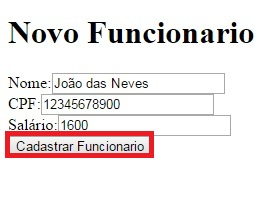 Novo Funcionario
Nome: João das Neves
CPF: 12345678900
Salário: 1600
Cadastrar Funcionario